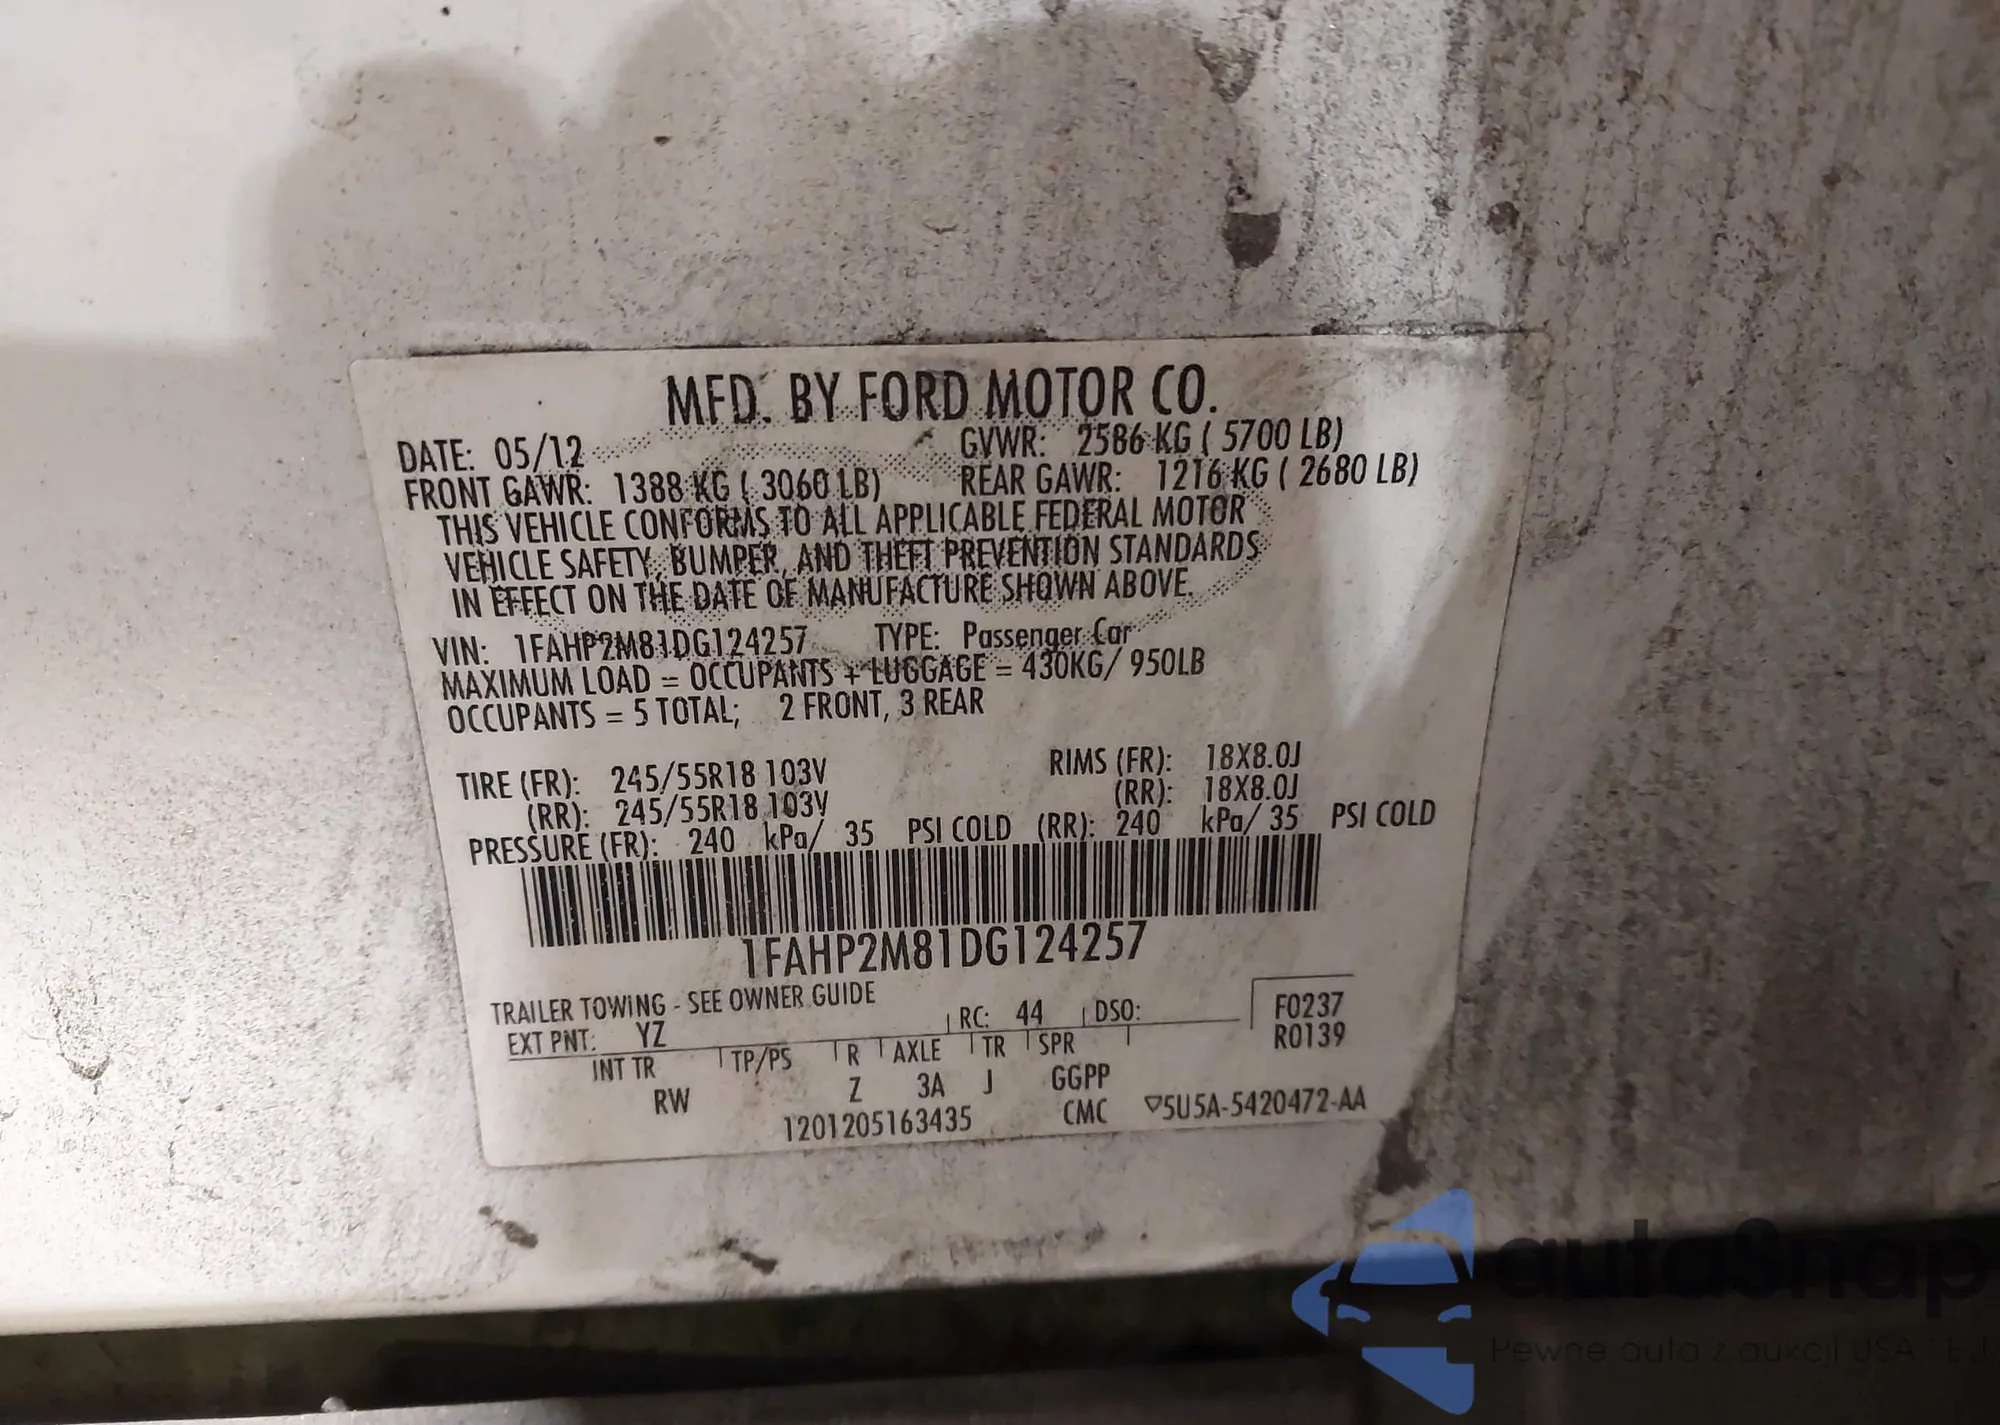 MFD. BY FORD MOTOR CO.
DATE: 05/12 GVWR: 2586 KG ( 5700 LB)
FRONT GAWR: 1388 KG ( 3060 LB) REAR GAWR: 1216 KG ( 2680 LB)
THIS VEHICLE CONFORMS TO ALL APPLICABLE FEDERAL MOTOR
VEHICLE SAFETY, BUMPER, AND THEFT PREVENTION STANDARDS
IN EFFECT ON THE DATE OF MANUFACTURE SHOWN ABOVE.
VIN: 1FAHP2M81DG124257 TYPE: Passenger Car
MAXIMUM LOAD = OCCUPANTS + LUGGAGE = 430KG/ 950LB
OCCUPANTS = 5 TOTAL; 2 FRONT, 3 REAR
TIRE (FR): 245/55R18 103V RIMS (FR): 18X8.0J
(RR): 245/55R18 103V (RR): 18X8.0J
PRESSURE (FR): 240 kPa/ 35 PSI COLD (RR): 240 kPa/ 35 PSI COLD
1FAHP2M81DG124257
TRAILER TOWING - SEE OWNER GUIDE
EXT PNT: YZ RC: 44 DSO: F0237
R0139
INT TR TP/PS R AXLE TR SPR
RW Z 3A J GGPP
1201205163435 CMC ▽5U5A-5420472-AA
autoSnap
Pewne auta z aukcji USA i EU